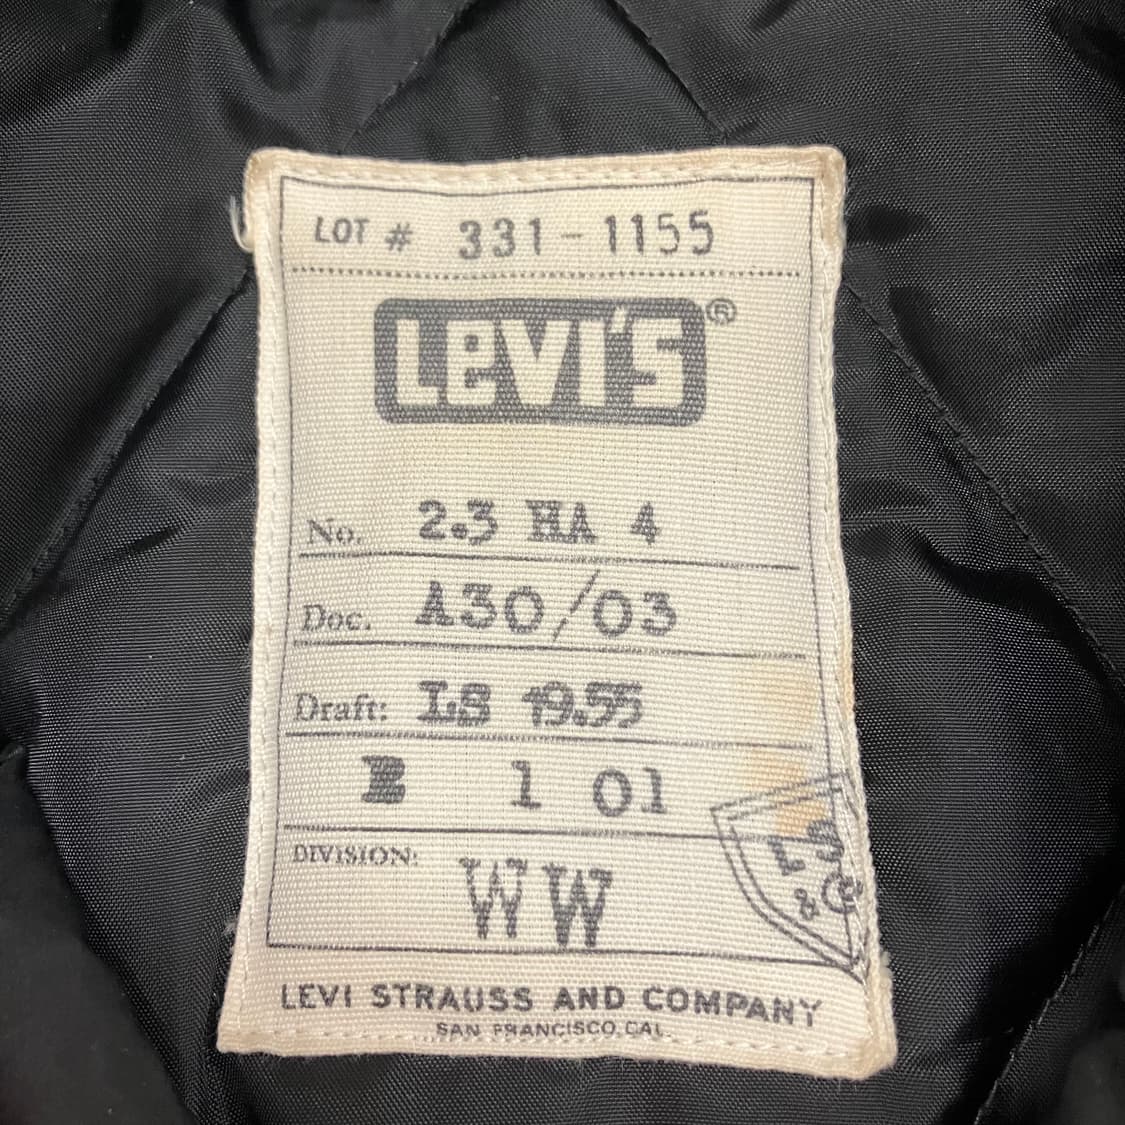 LOT # 331-1155
LEVI'S®
No. 2.3 HA 4
Doc. A30/03
Draft: LS 19.55
E 1 01
DIVISION: WW
L S
& Co
LEVI STRAUSS AND COMPANY
SAN FRANCISCO, CAL.